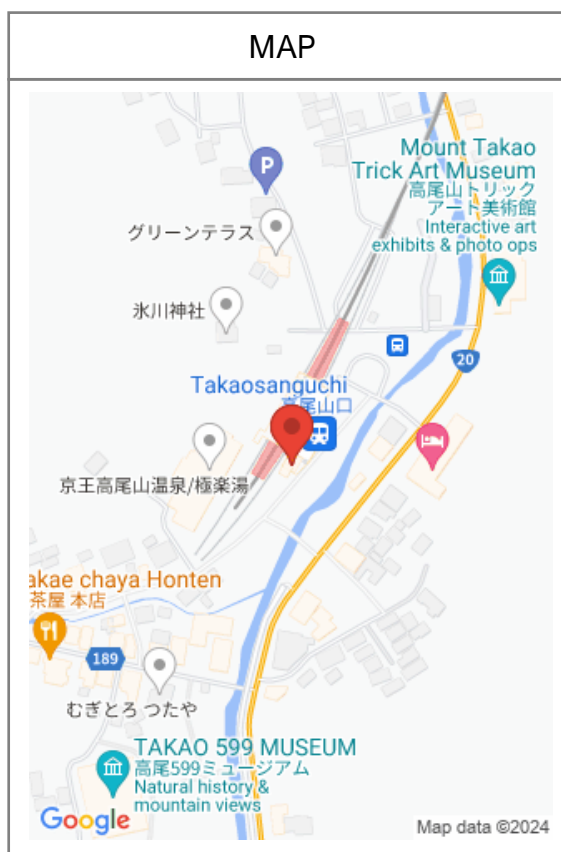 MAP
Mount Takao
Trick Art Museum
高尾山トリック
アート美術館
Interactive art
exhibits & photo ops
P
グリーンテラス
氷川神社
20
Takaosanguchi
高尾山口
京王高尾山温泉/極楽湯
akae chaya Honten
茶屋 本店
189
むぎとろ つたや
TAKAO 599 MUSEUM
高尾599ミュージアム
Natural history &
mountain views
Google
Map data ©2024